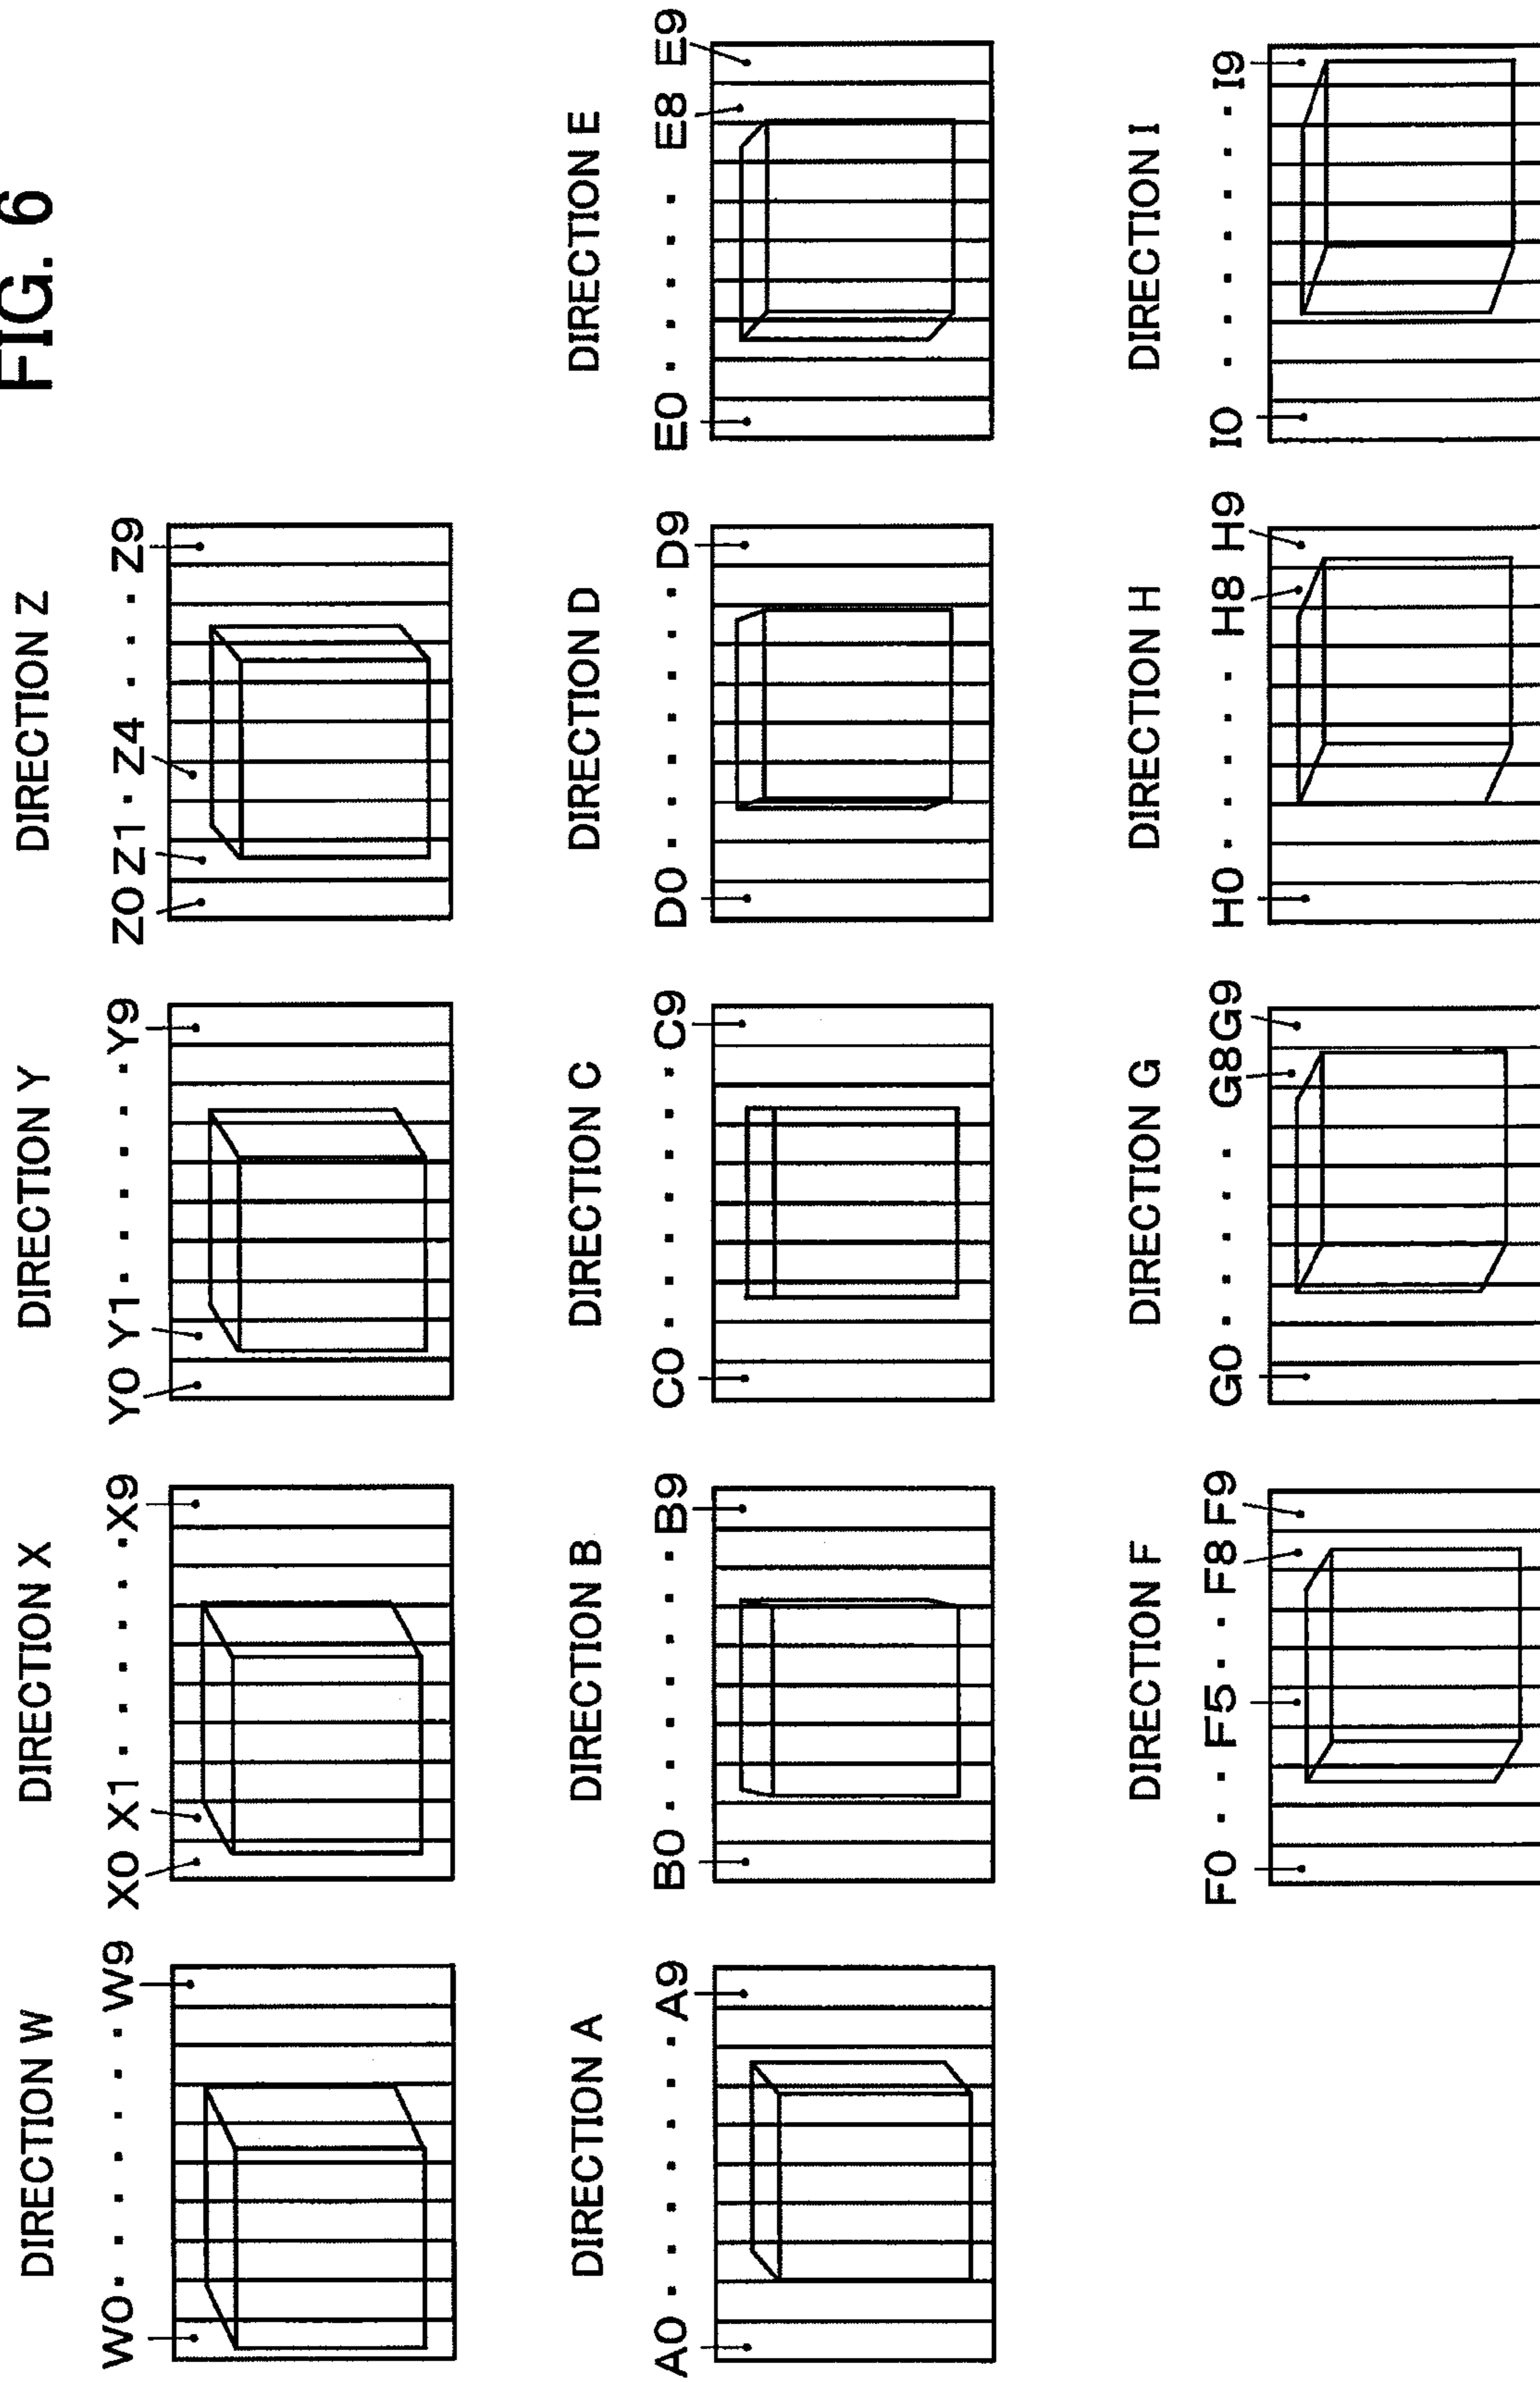 FIG. 6
DIRECTION W
W0 · · · · · · W9
DIRECTION X
X0 X1 · · · · · X9
DIRECTION Y
Y0 Y1 · · · · · Y9
DIRECTION Z
Z0 Z1 · Z4 · · · Z9
DIRECTION A
A0 · · · · · · A9
DIRECTION B
B0 · · · · · · B9
DIRECTION C
C0 · · · · · · C9
DIRECTION D
D0 · · · · · · D9
DIRECTION E
E0 · · · · · E8 E9
DIRECTION F
F0 · · F5 · · F8 F9
DIRECTION G
G0 · · · · · G8 G9
DIRECTION H
H0 · · · · · H8 H9
DIRECTION I
I0 · · · · · · I9